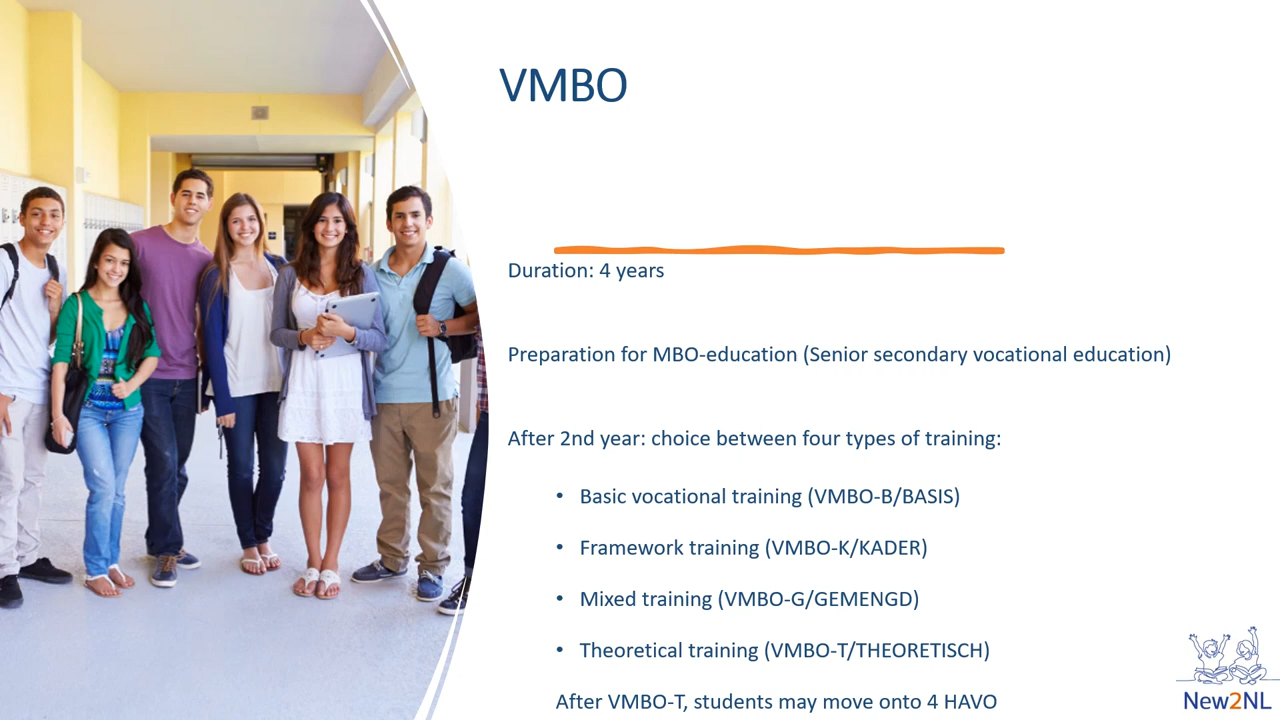 VMBO
Duration: 4 years
Preparation for MBO-education (Senior secondary vocational education)
After 2nd year: choice between four types of training:
• Basic vocational training (VMBO-B/BASIS)
• Framework training (VMBO-K/KADER)
• Mixed training (VMBO-G/GEMENGD)
• Theoretical training (VMBO-T/THEORETISCH)
After VMBO-T, students may move onto 4 HAVO
New2NL